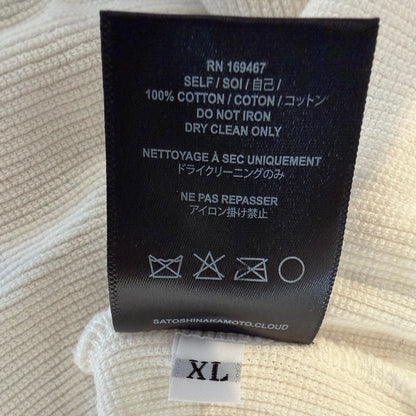 RN 169467
SELF / SOI / 自己 /
100% COTTON / COTON / コットン
DO NOT IRON
DRY CLEAN ONLY
NETTOYAGE À SEC UNIQUEMENT
ドライクリーニングのみ
NE PAS REPASSER
アイロン掛け禁止
SATOSHINAKAMOTO.CLOUD
XL